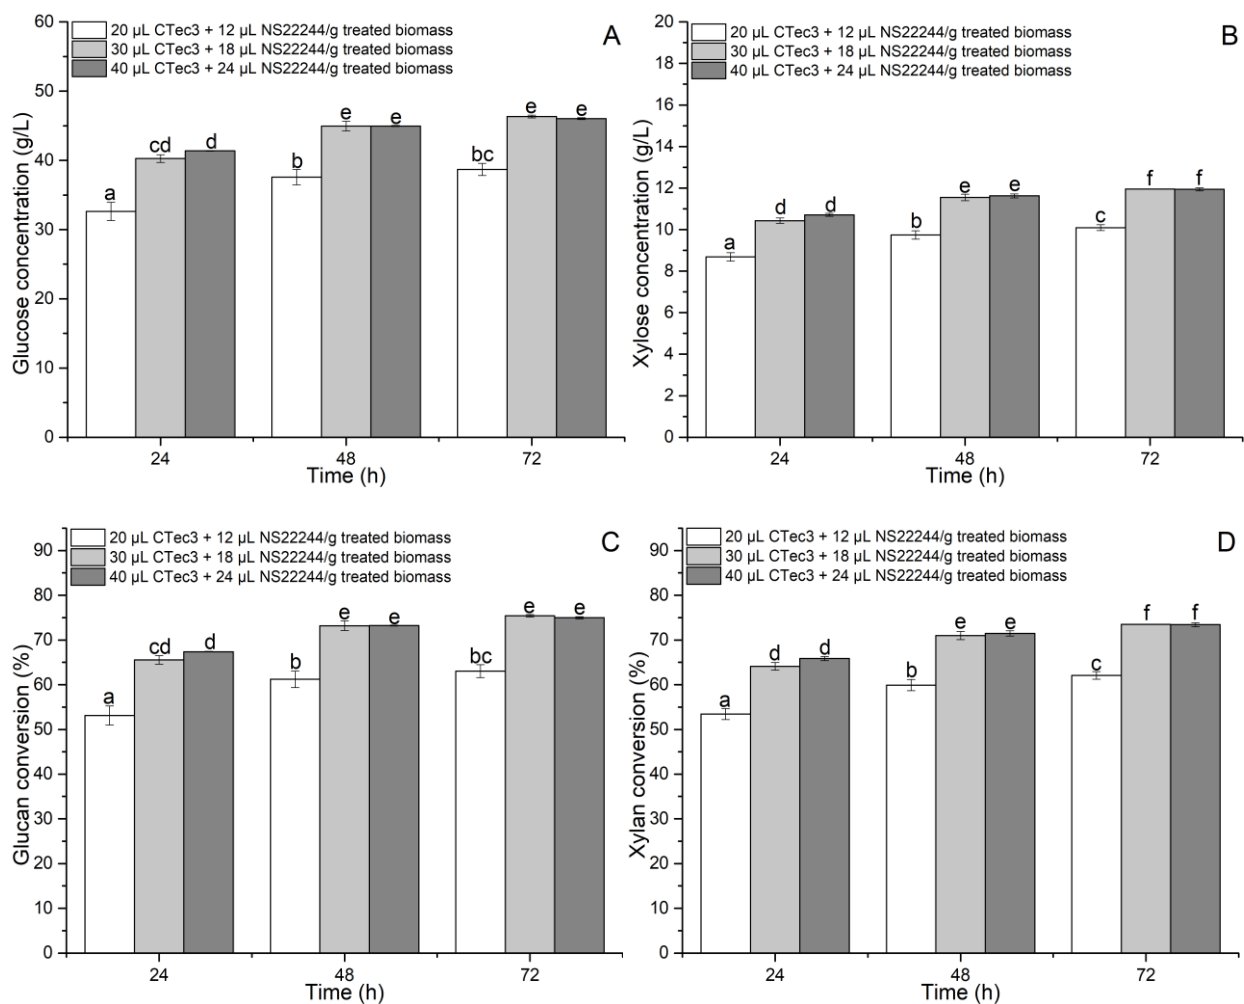 20 µL CTec3 + 12 µL NS22244/g treated biomass
30 µL CTec3 + 18 µL NS22244/g treated biomass
40 µL CTec3 + 24 µL NS22244/g treated biomass
A
Glucose concentration (g/L)
60
50
40
30
20
10
0
a
cd
d
b
e
e
bc
e
e
24
48
72
Time (h)
20 µL CTec3 + 12 µL NS22244/g treated biomass
30 µL CTec3 + 18 µL NS22244/g treated biomass
40 µL CTec3 + 24 µL NS22244/g treated biomass
B
Xylose concentration (g/L)
20
18
16
14
12
10
8
6
4
2
0
a
d
d
b
e
e
c
f
f
24
48
72
Time (h)
20 µL CTec3 + 12 µL NS22244/g treated biomass
30 µL CTec3 + 18 µL NS22244/g treated biomass
40 µL CTec3 + 24 µL NS22244/g treated biomass
C
Glucan conversion (%)
90
80
70
60
50
40
30
20
10
0
a
cd
d
b
e
e
bc
e
e
24
48
72
Time (h)
20 µL CTec3 + 12 µL NS22244/g treated biomass
30 µL CTec3 + 18 µL NS22244/g treated biomass
40 µL CTec3 + 24 µL NS22244/g treated biomass
D
Xylan conversion (%)
90
80
70
60
50
40
30
20
10
0
a
d
d
b
e
e
c
f
f
24
48
72
Time (h)